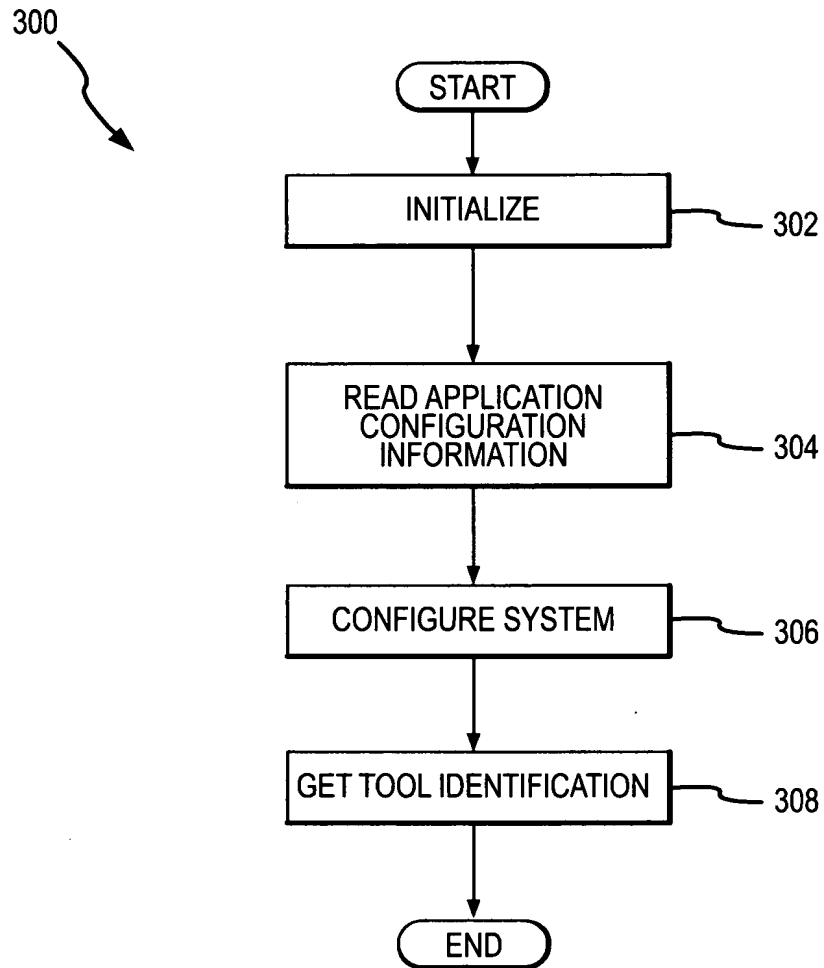 300
START
INITIALIZE
302
READ APPLICATION
CONFIGURATION
INFORMATION
304
CONFIGURE SYSTEM
306
GET TOOL IDENTIFICATION
308
END